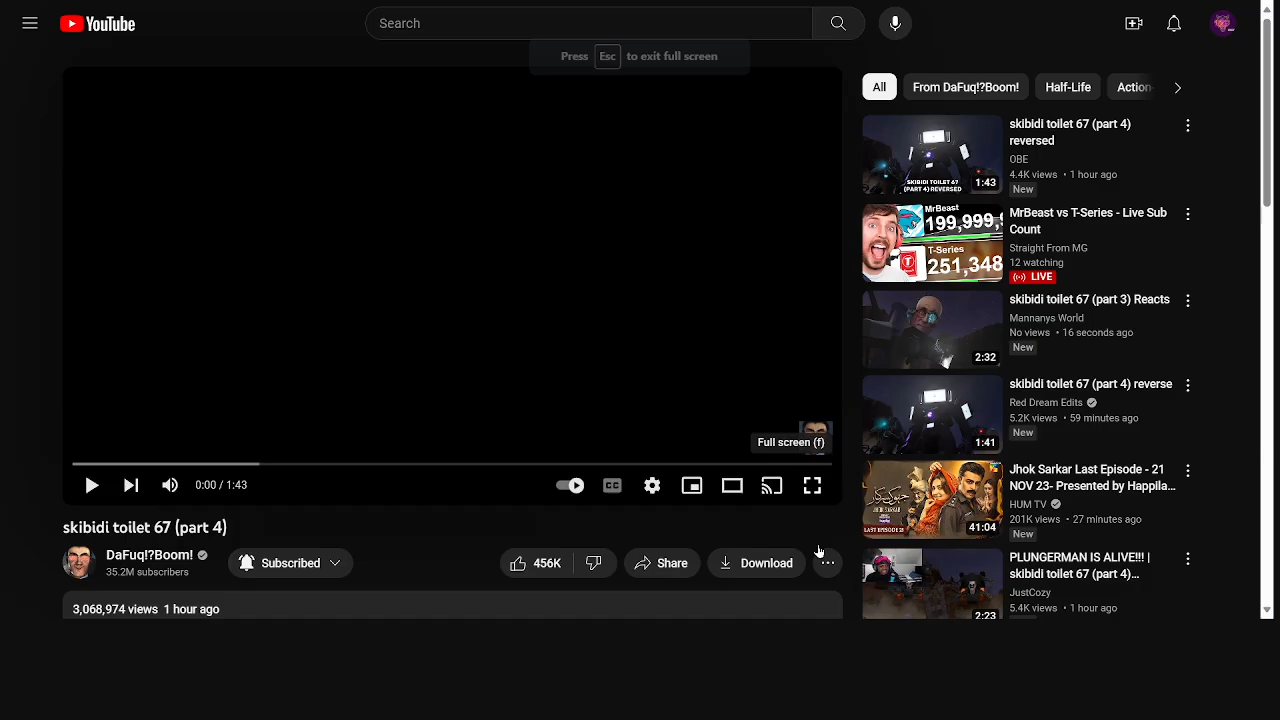 YouTube
Search
Press Esc to exit full screen
Full screen (f)
0:00 / 1:43
CC
skibidi toilet 67 (part 4)
DaFuq!?Boom!
35.2M subscribers
Subscribed
456K
Share
Download
3,068,974 views 1 hour ago
All
From DaFuq!?Boom!
Half-Life
Action-
SKIBIDI TOILET 67
(PART 4) REVERSED
1:43
skibidi toilet 67 (part 4)
reversed
OBE
4.4K views • 1 hour ago
New
MrBeast
199,999,
T-Series
251,348
MrBeast vs T-Series - Live Sub
Count
Straight From MG
12 watching
LIVE
2:32
skibidi toilet 67 (part 3) Reacts
Mannanys World
No views • 16 seconds ago
New
1:41
skibidi toilet 67 (part 4) reverse
Red Dream Edits
5.2K views • 59 minutes ago
New
LAST EPISODE 21
41:04
Jhok Sarkar Last Episode - 21
NOV 23- Presented by Happila...
HUM TV
201K views • 27 minutes ago
New
2:23
PLUNGERMAN IS ALIVE!!! |
skibidi toilet 67 (part 4)...
JustCozy
5.4K views • 1 hour ago